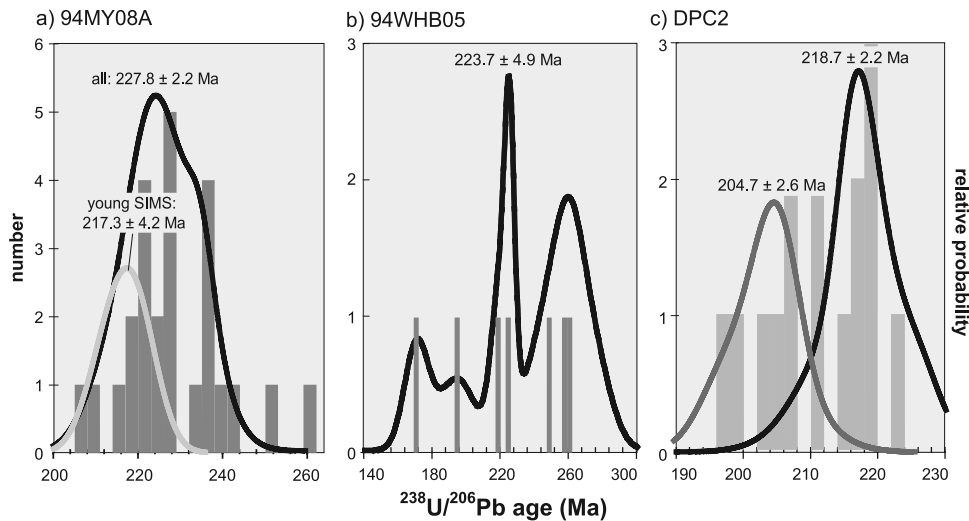 a) 94MY08A
b) 94WHB05
c) DPC2
6
5
4
3
2
1
0
number
all: 227.8 ± 2.2 Ma
young SIMS:
217.3 ± 4.2 Ma
200 220 240 260
3
2
1
0
223.7 ± 4.9 Ma
140 180 220 260 300
3
2
1
0
218.7 ± 2.2 Ma
204.7 ± 2.6 Ma
190 200 210 220 230
relative probability
²³⁸U/²⁰⁶Pb age (Ma)